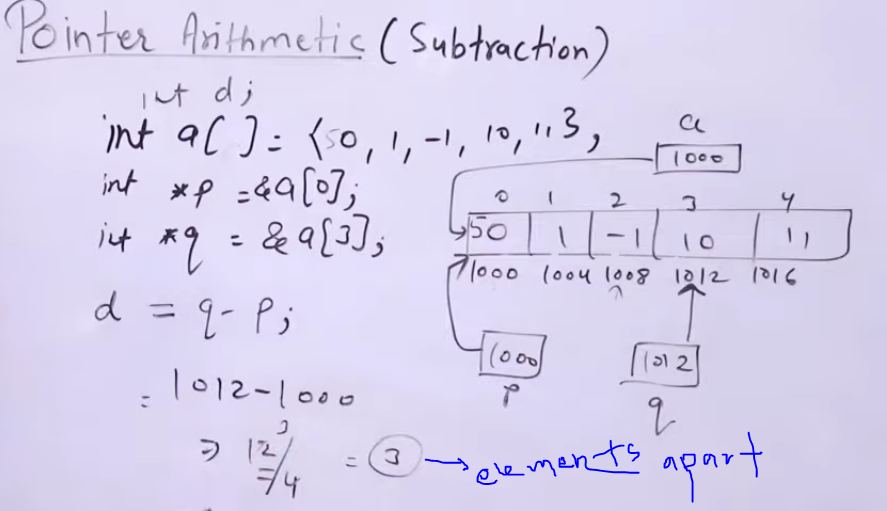 Pointer Arithmetic (Subtraction)
int d;
int a[ ] = {50, 1, -1, 10, 11},
int *p = &a[0];
int *q = &a[3];
d = q - p;
= 1012 - 1000
⇒ 12/4 = 3 → elements apart
3
a
1000
0 1 2 3 4
50 1 -1 10 11
1000 1004 1008 1012 1016
1000
p
1012
q